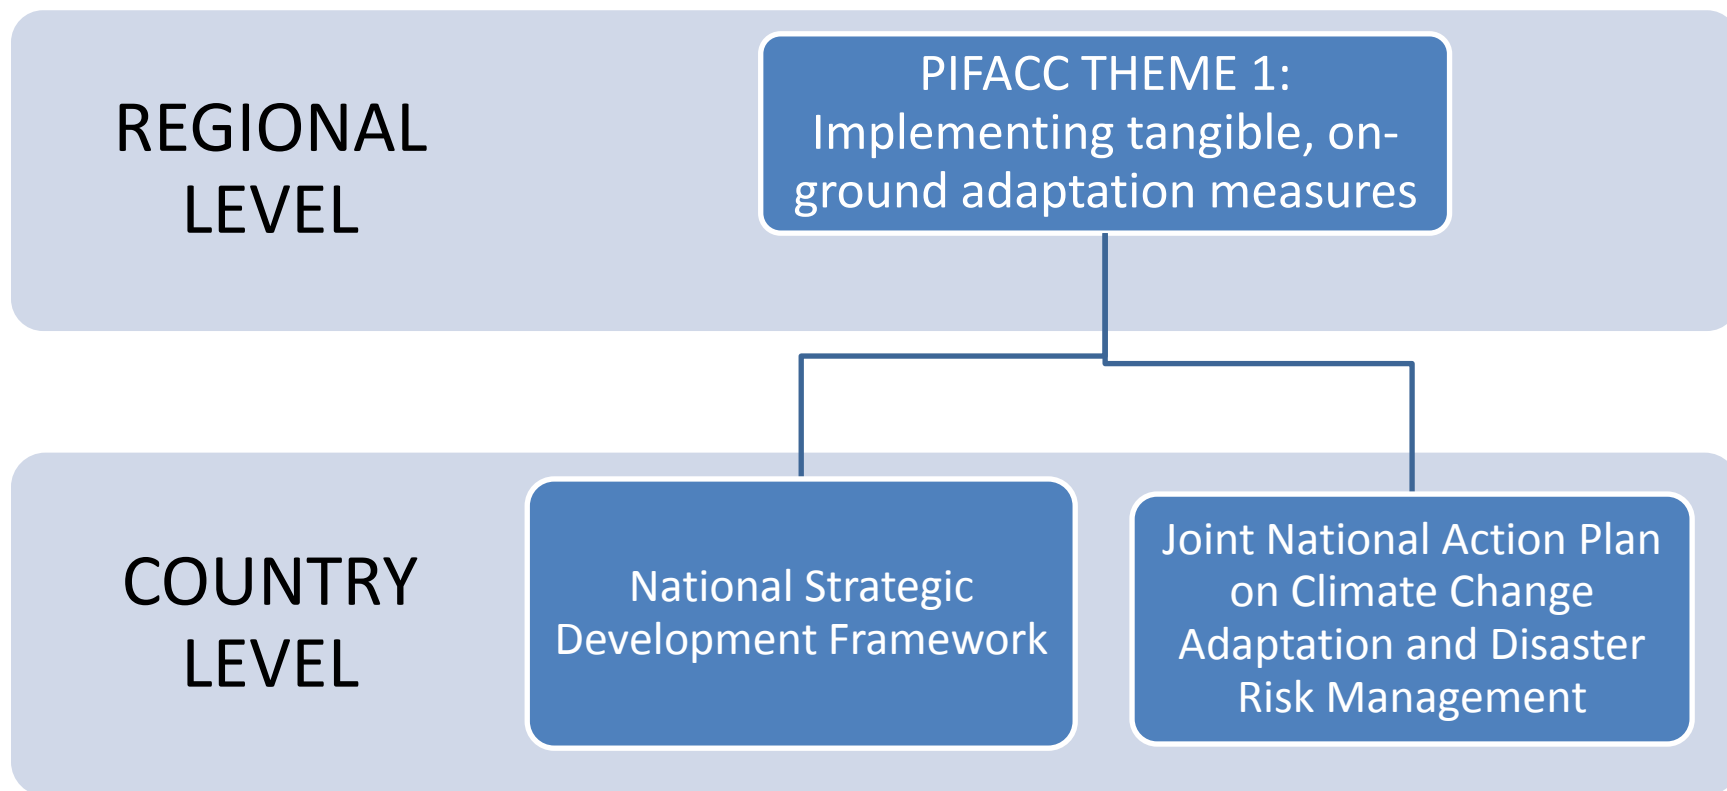 REGIONAL
LEVEL
PIFACC THEME 1:
Implementing tangible, on-
ground adaptation measures
COUNTRY
LEVEL
National Strategic
Development Framework
Joint National Action Plan
on Climate Change
Adaptation and Disaster
Risk Management